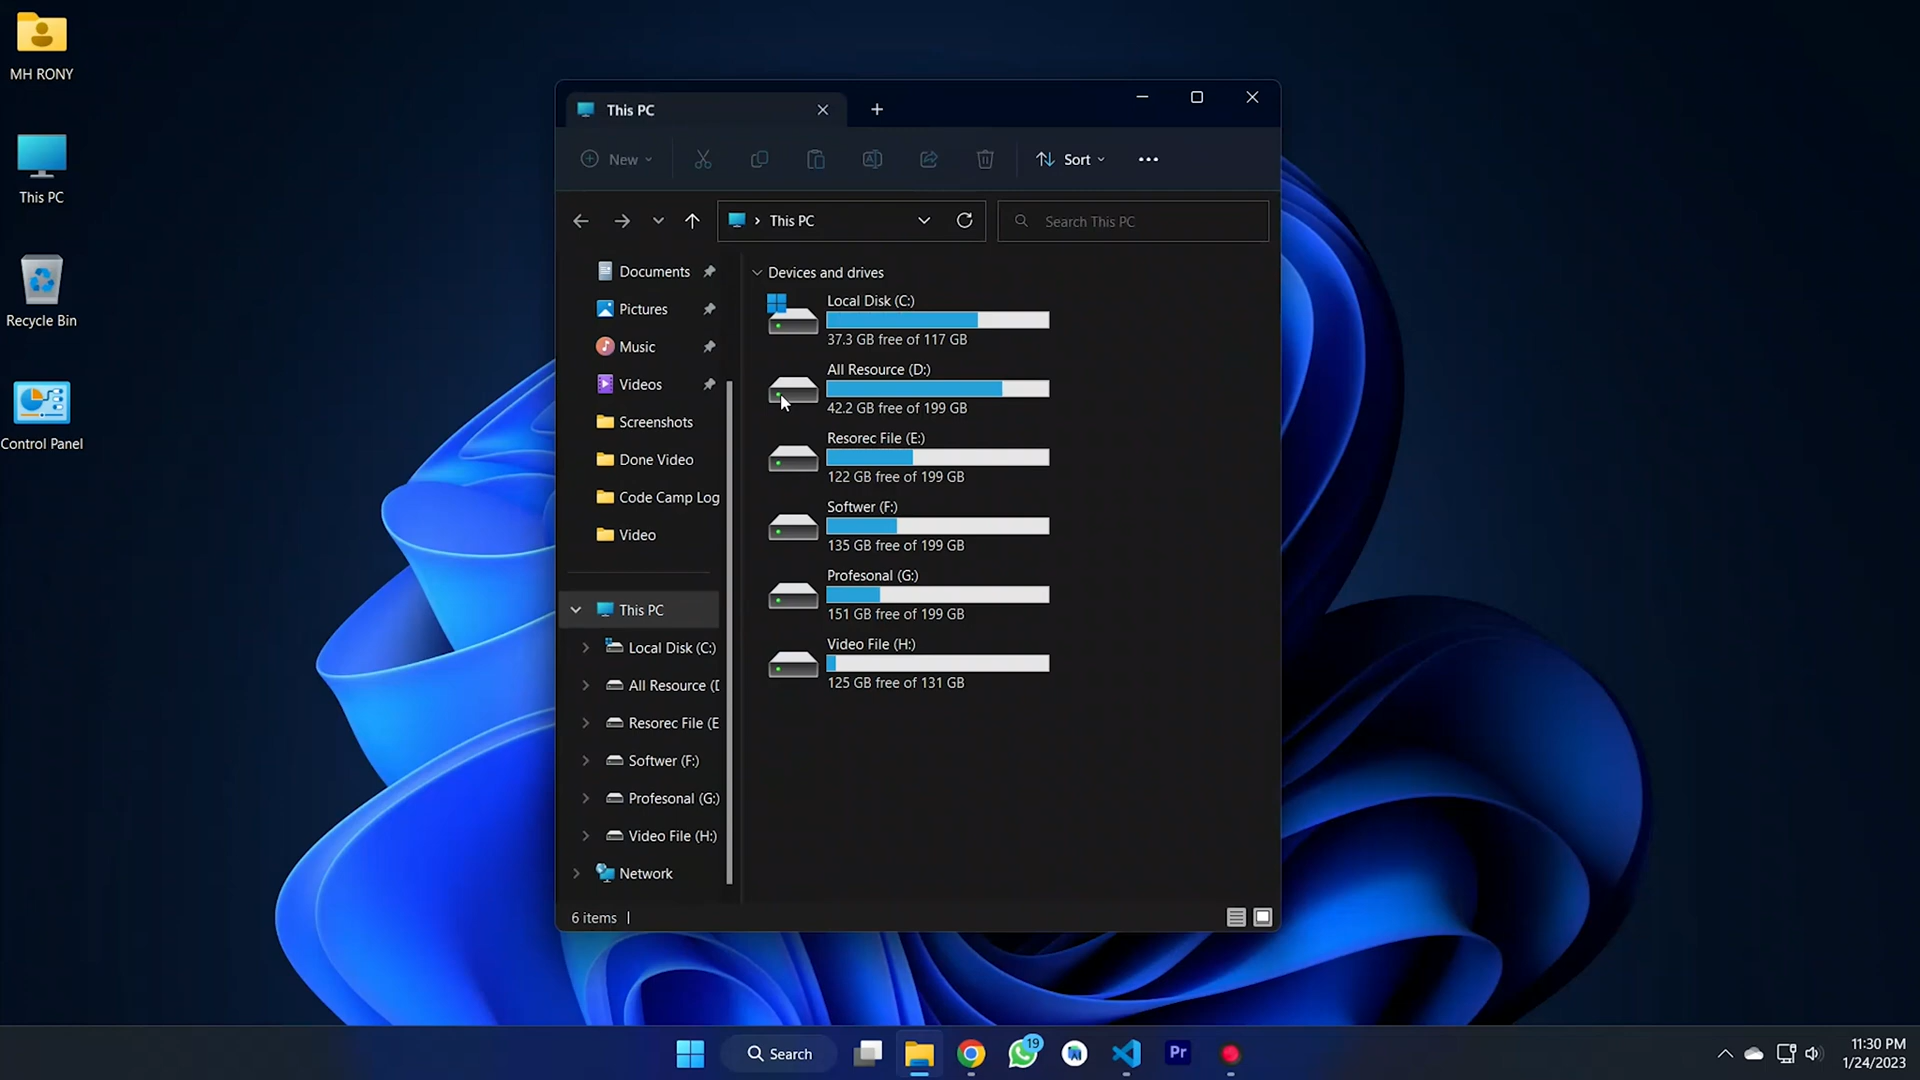 MH RONY
This PC
Recycle Bin
Control Panel
This PC
New
Sort
This PC
Search This PC
Documents
Pictures
Music
Videos
Screenshots
Done Video
Code Camp Log
Video
This PC
Local Disk (C:)
All Resource (D
Resorec File (E
Softwer (F:)
Profesonal (G:)
Video File (H:)
Network
Devices and drives
Local Disk (C:)
37.3 GB free of 117 GB
All Resource (D:)
42.2 GB free of 199 GB
Resorec File (E:)
122 GB free of 199 GB
Softwer (F:)
135 GB free of 199 GB
Profesonal (G:)
151 GB free of 199 GB
Video File (H:)
125 GB free of 131 GB
6 items
Search
19
Pr
11:30 PM
1/24/2023